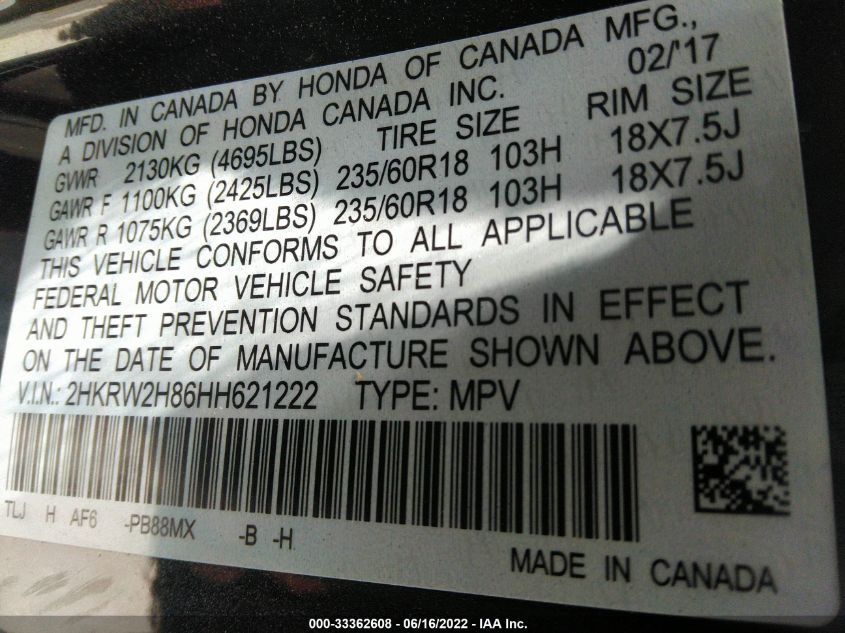 MFD. IN CANADA BY HONDA OF CANADA MFG.,
A DIVISION OF HONDA CANADA INC. 02/'17
GVWR 2130KG (4695LBS) TIRE SIZE RIM SIZE
GAWR F 1100KG (2425LBS) 235/60R18 103H 18X7.5J
GAWR R 1075KG (2369LBS) 235/60R18 103H 18X7.5J
THIS VEHICLE CONFORMS TO ALL APPLICABLE
FEDERAL MOTOR VEHICLE SAFETY
AND THEFT PREVENTION STANDARDS IN EFFECT
ON THE DATE OF MANUFACTURE SHOWN ABOVE.
V.I.N.: 2HKRW2H86HH621222 TYPE: MPV
TLJ H AF6 -PB88MX -B -H
MADE IN CANADA
000-33362608 - 06/16/2022 - IAA Inc.